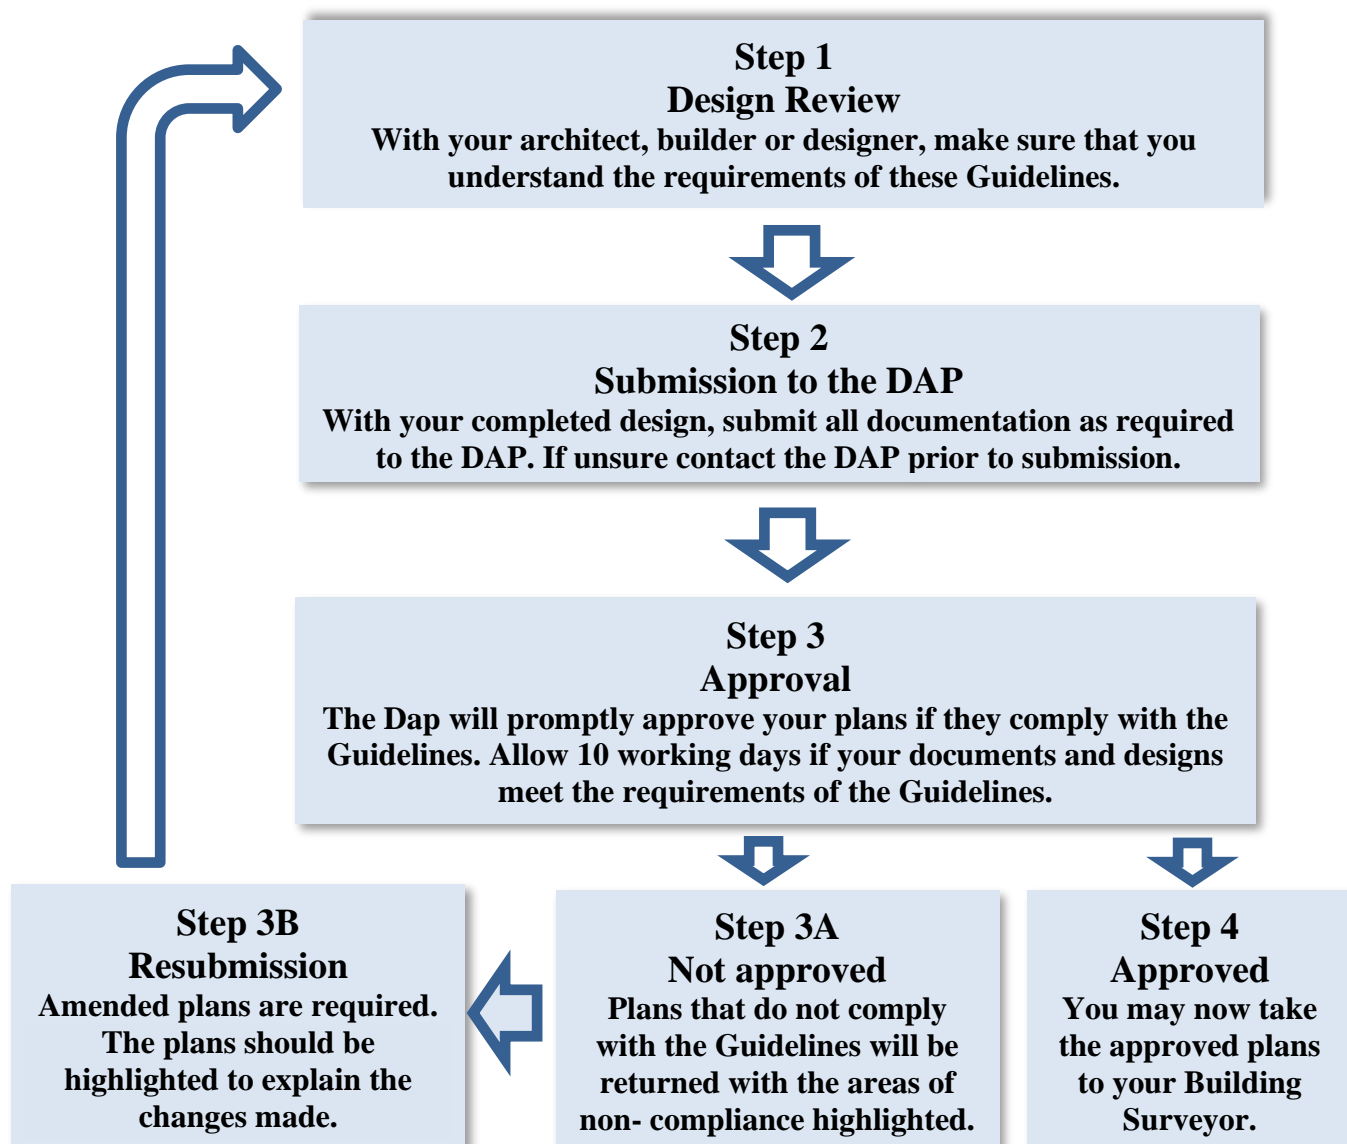 Step 1
Design Review
With your architect, builder or designer, make sure that you
understand the requirements of these Guidelines.
Step 2
Submission to the DAP
With your completed design, submit all documentation as required
to the DAP. If unsure contact the DAP prior to submission.
Step 3
Approval
The Dap will promptly approve your plans if they comply with the
Guidelines. Allow 10 working days if your documents and designs
meet the requirements of the Guidelines.
Step 3B
Resubmission
Amended plans are required.
The plans should be
highlighted to explain the
changes made.
Step 3A
Not approved
Plans that do not comply
with the Guidelines will be
returned with the areas of
non- compliance highlighted.
Step 4
Approved
You may now take
the approved plans
to your Building
Surveyor.